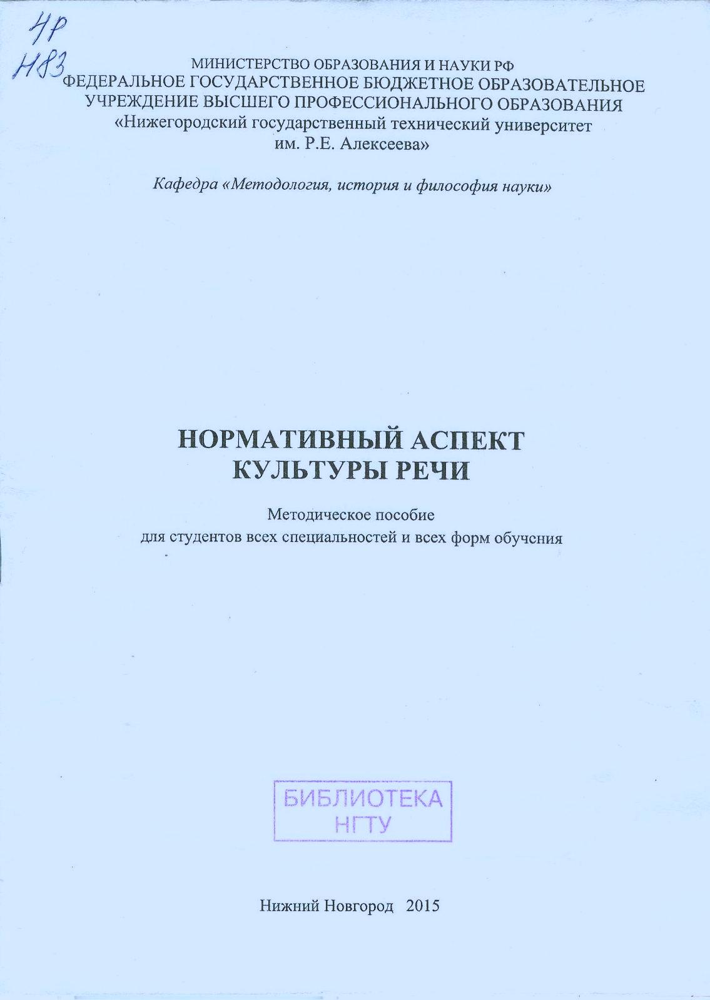 4р
Н83
МИНИСТЕРСТВО ОБРАЗОВАНИЯ И НАУКИ РФ
ФЕДЕРАЛЬНОЕ ГОСУДАРСТВЕННОЕ БЮДЖЕТНОЕ ОБРАЗОВАТЕЛЬНОЕ
УЧРЕЖДЕНИЕ ВЫСШЕГО ПРОФЕССИОНАЛЬНОГО ОБРАЗОВАНИЯ
«Нижегородский государственный технический университет
им. Р.Е. Алексеева»
Кафедра «Методология, история и философия науки»
НОРМАТИВНЫЙ АСПЕКТ
КУЛЬТУРЫ РЕЧИ
Методическое пособие
для студентов всех специальностей и всех форм обучения
БИБЛИОТЕКА
НГТУ
Нижний Новгород 2015